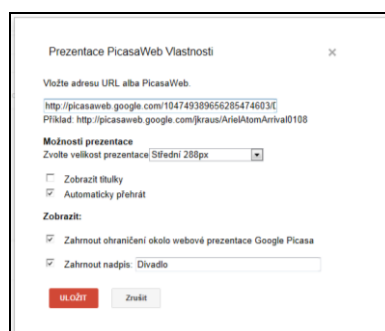 Prezentace PicasaWeb Vlastnosti
Vložte adresu URL alba PicasaWeb.
http://picasaweb.google.com/104749389656285474603/D
Příklad: http://picasaweb.google.com/jkraus/ArielAtomArrival0108
Možnosti prezentace
Zvolte velikost prezentace Střední 288px
Zobrazit titulky
Automaticky přehrát
Zobrazit:
Zahrnout ohraničení okolo webové prezentace Google Picasa
Zahrnout nadpis: Divadlo
ULOŽIT Zrušit